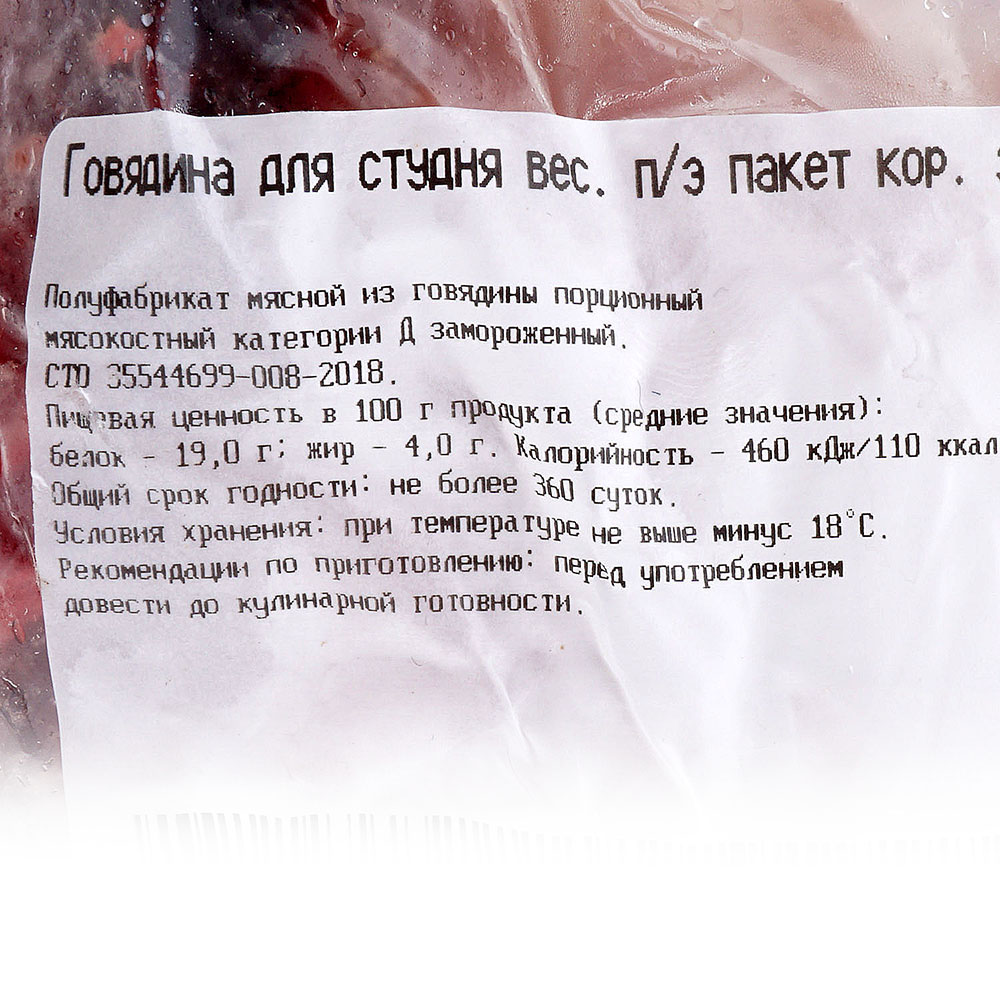 Говядина для студня вес. п/э пакет кор.
Полуфабрикат мясной из говядины порционный
мясокостный категории Д замороженный.
СТО 35544699-008-2018.
Пищевая ценность в 100 г продукта (средние значения):
белок - 19,0 г; жир - 4,0 г. Калорийность - 460 кДж/110 ккал
Общий срок годности: не более 360 суток.
Условия хранения: при температуре не выше минус 18°С.
Рекомендации по приготовлению: перед употреблением
довести до кулинарной готовности.